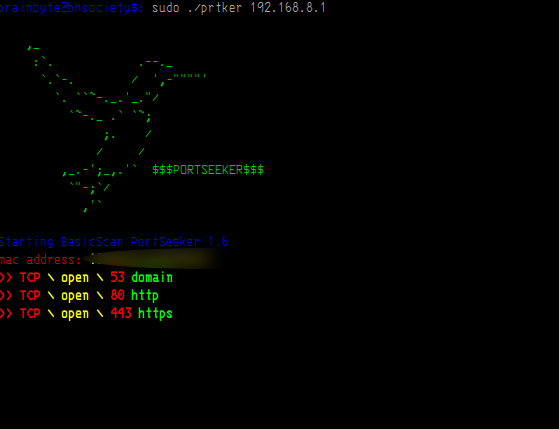 brainbyte@bhsociety$: sudo ./prtker 192.168.8.1
$$$PORTSEEKER$$$
Starting BasicScan PortSeeker 1.6
mac address:
>> TCP \ open \ 53 domain
>> TCP \ open \ 80 http
>> TCP \ open \ 443 https